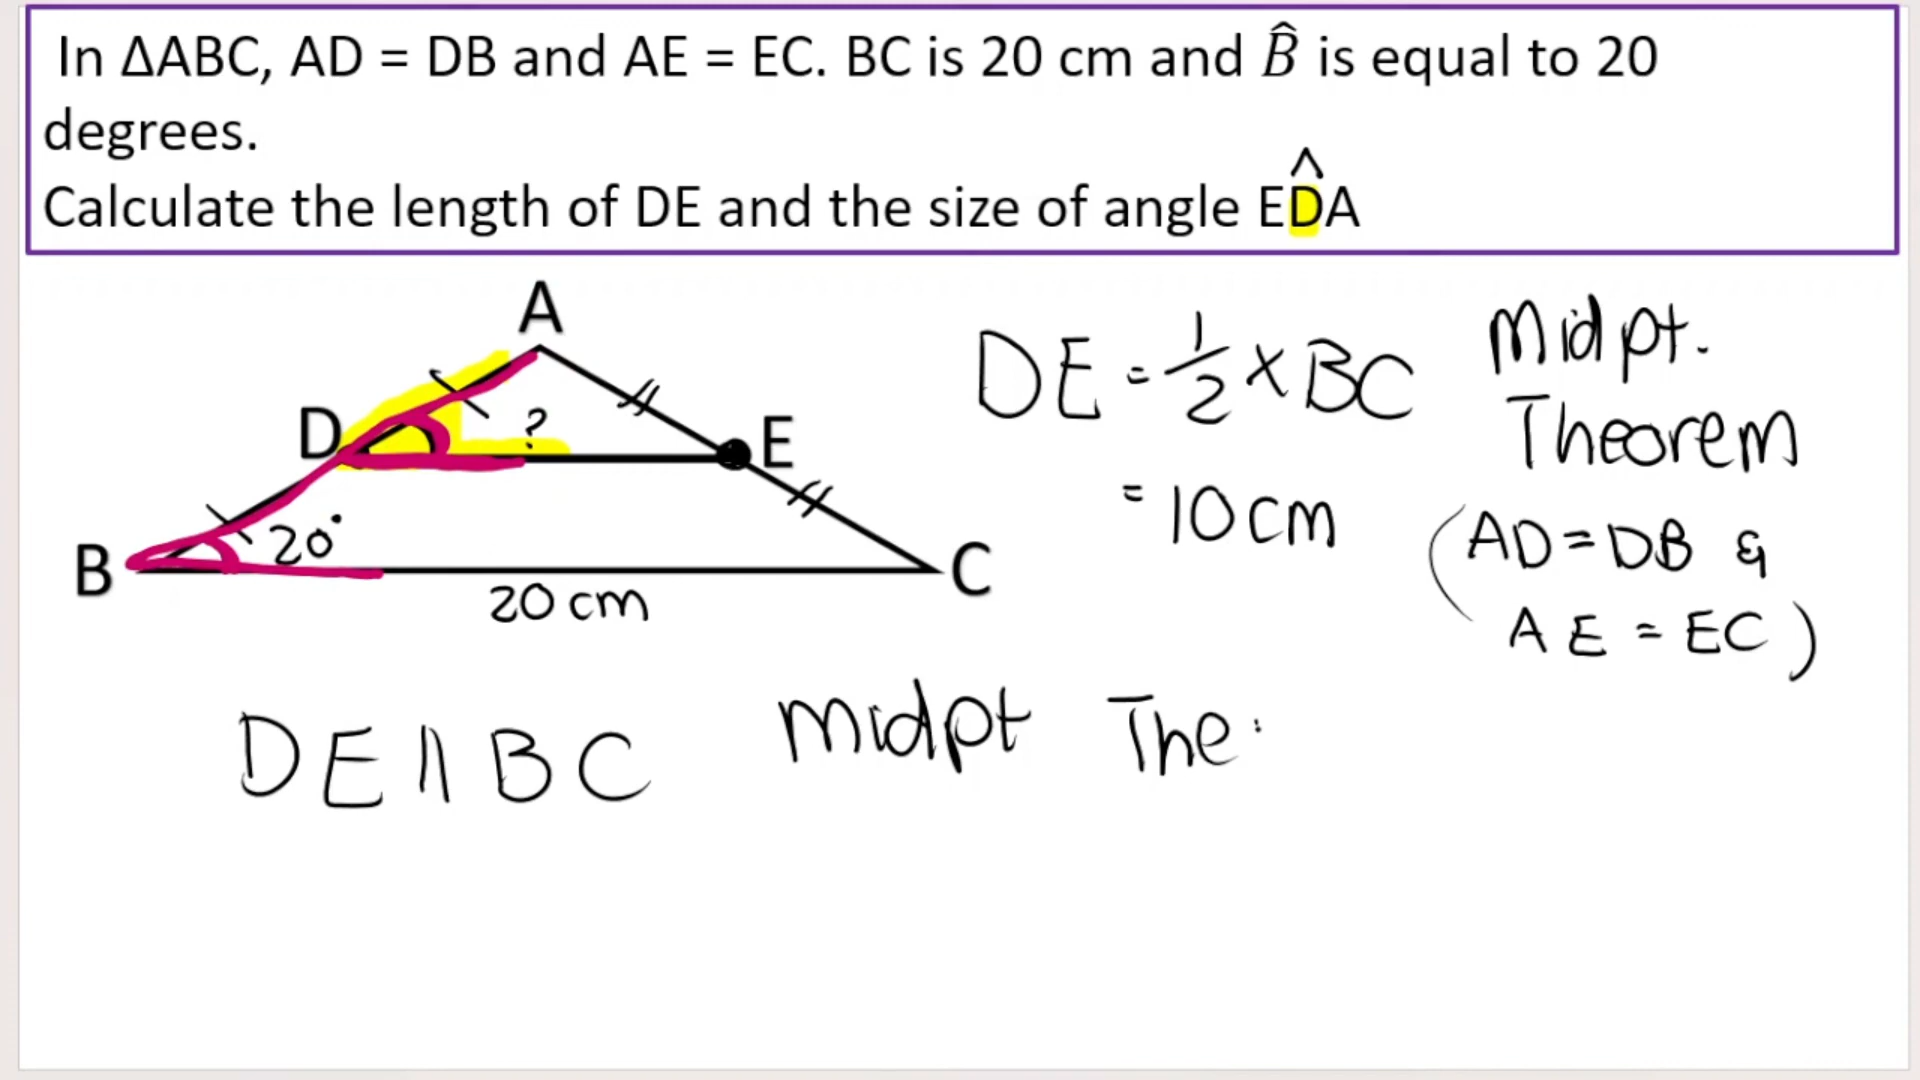 In ΔABC, AD = DB and AE = EC. BC is 20 cm and B̂ is equal to 20
degrees.
Calculate the length of DE and the size of angle ED̂A
A
D
?
E
B
20°
20 cm
C
DE = 1/2 × BC
= 10 cm
Midpt.
Theorem
(AD = DB &
AE = EC)
DE || BC midpt The.